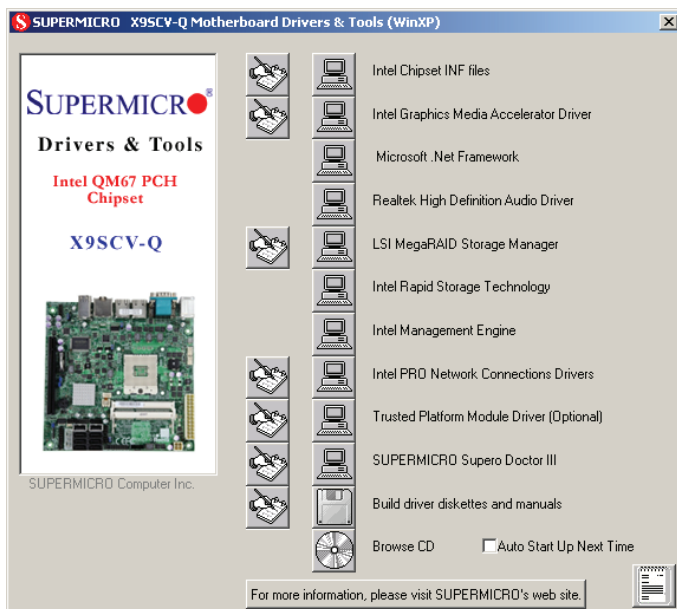 SUPERMICRO X9SCV-Q Motherboard Drivers & Tools (WinXP)
SUPERMICRO®
Drivers & Tools
Intel QM67 PCH
Chipset
X9SCV-Q
SUPERMICRO Computer Inc.
Intel Chipset INF files
Intel Graphics Media Accelerator Driver
Microsoft .Net Framework
Realtek High Definition Audio Driver
LSI MegaRAID Storage Manager
Intel Rapid Storage Technology
Intel Management Engine
Intel PRO Network Connections Drivers
Trusted Platform Module Driver (Optional)
SUPERMICRO Supero Doctor III
Build driver diskettes and manuals
Browse CD Auto Start Up Next Time
For more information, please visit SUPERMICRO's web site.